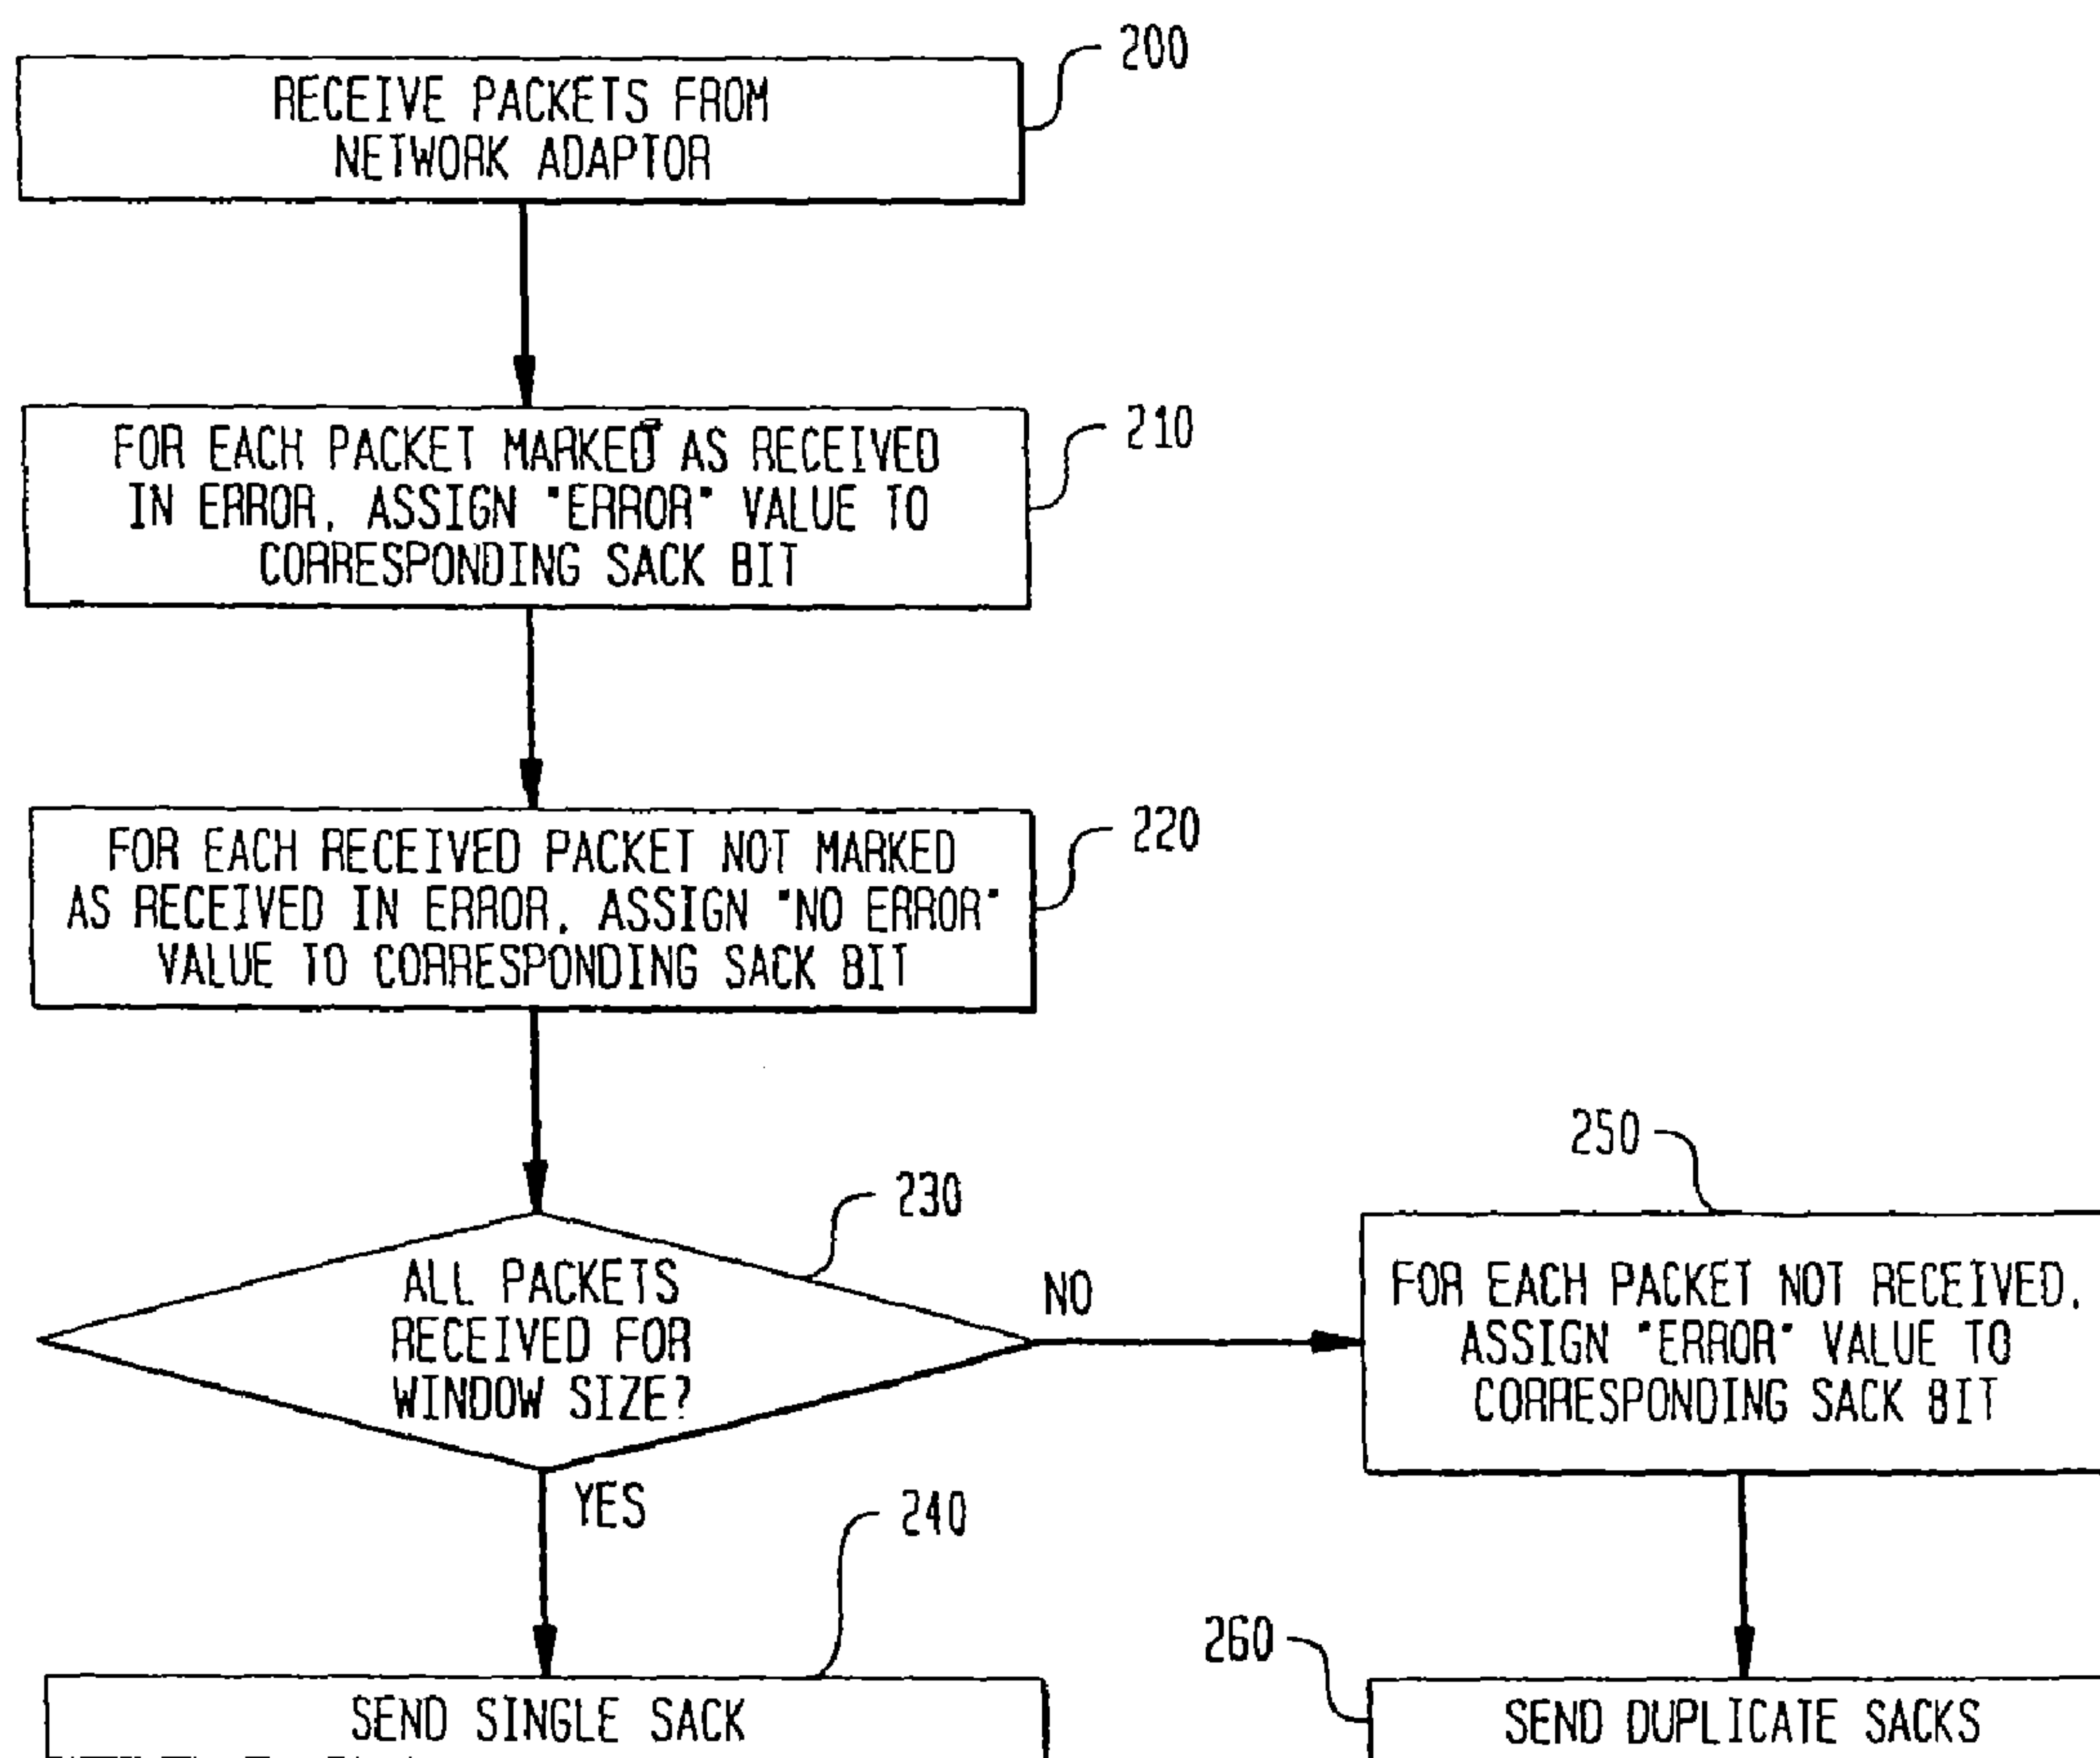 200
RECEIVE PACKETS FROM
NETWORK ADAPTOR
210
FOR EACH PACKET MARKED AS RECEIVED
IN ERROR, ASSIGN "ERROR" VALUE TO
CORRESPONDING SACK BIT
220
FOR EACH RECEIVED PACKET NOT MARKED
AS RECEIVED IN ERROR, ASSIGN "NO ERROR"
VALUE TO CORRESPONDING SACK BIT
230
ALL PACKETS
RECEIVED FOR
WINDOW SIZE?
NO
YES
250
FOR EACH PACKET NOT RECEIVED,
ASSIGN "ERROR" VALUE TO
CORRESPONDING SACK BIT
240
SEND SINGLE SACK
260
SEND DUPLICATE SACKS